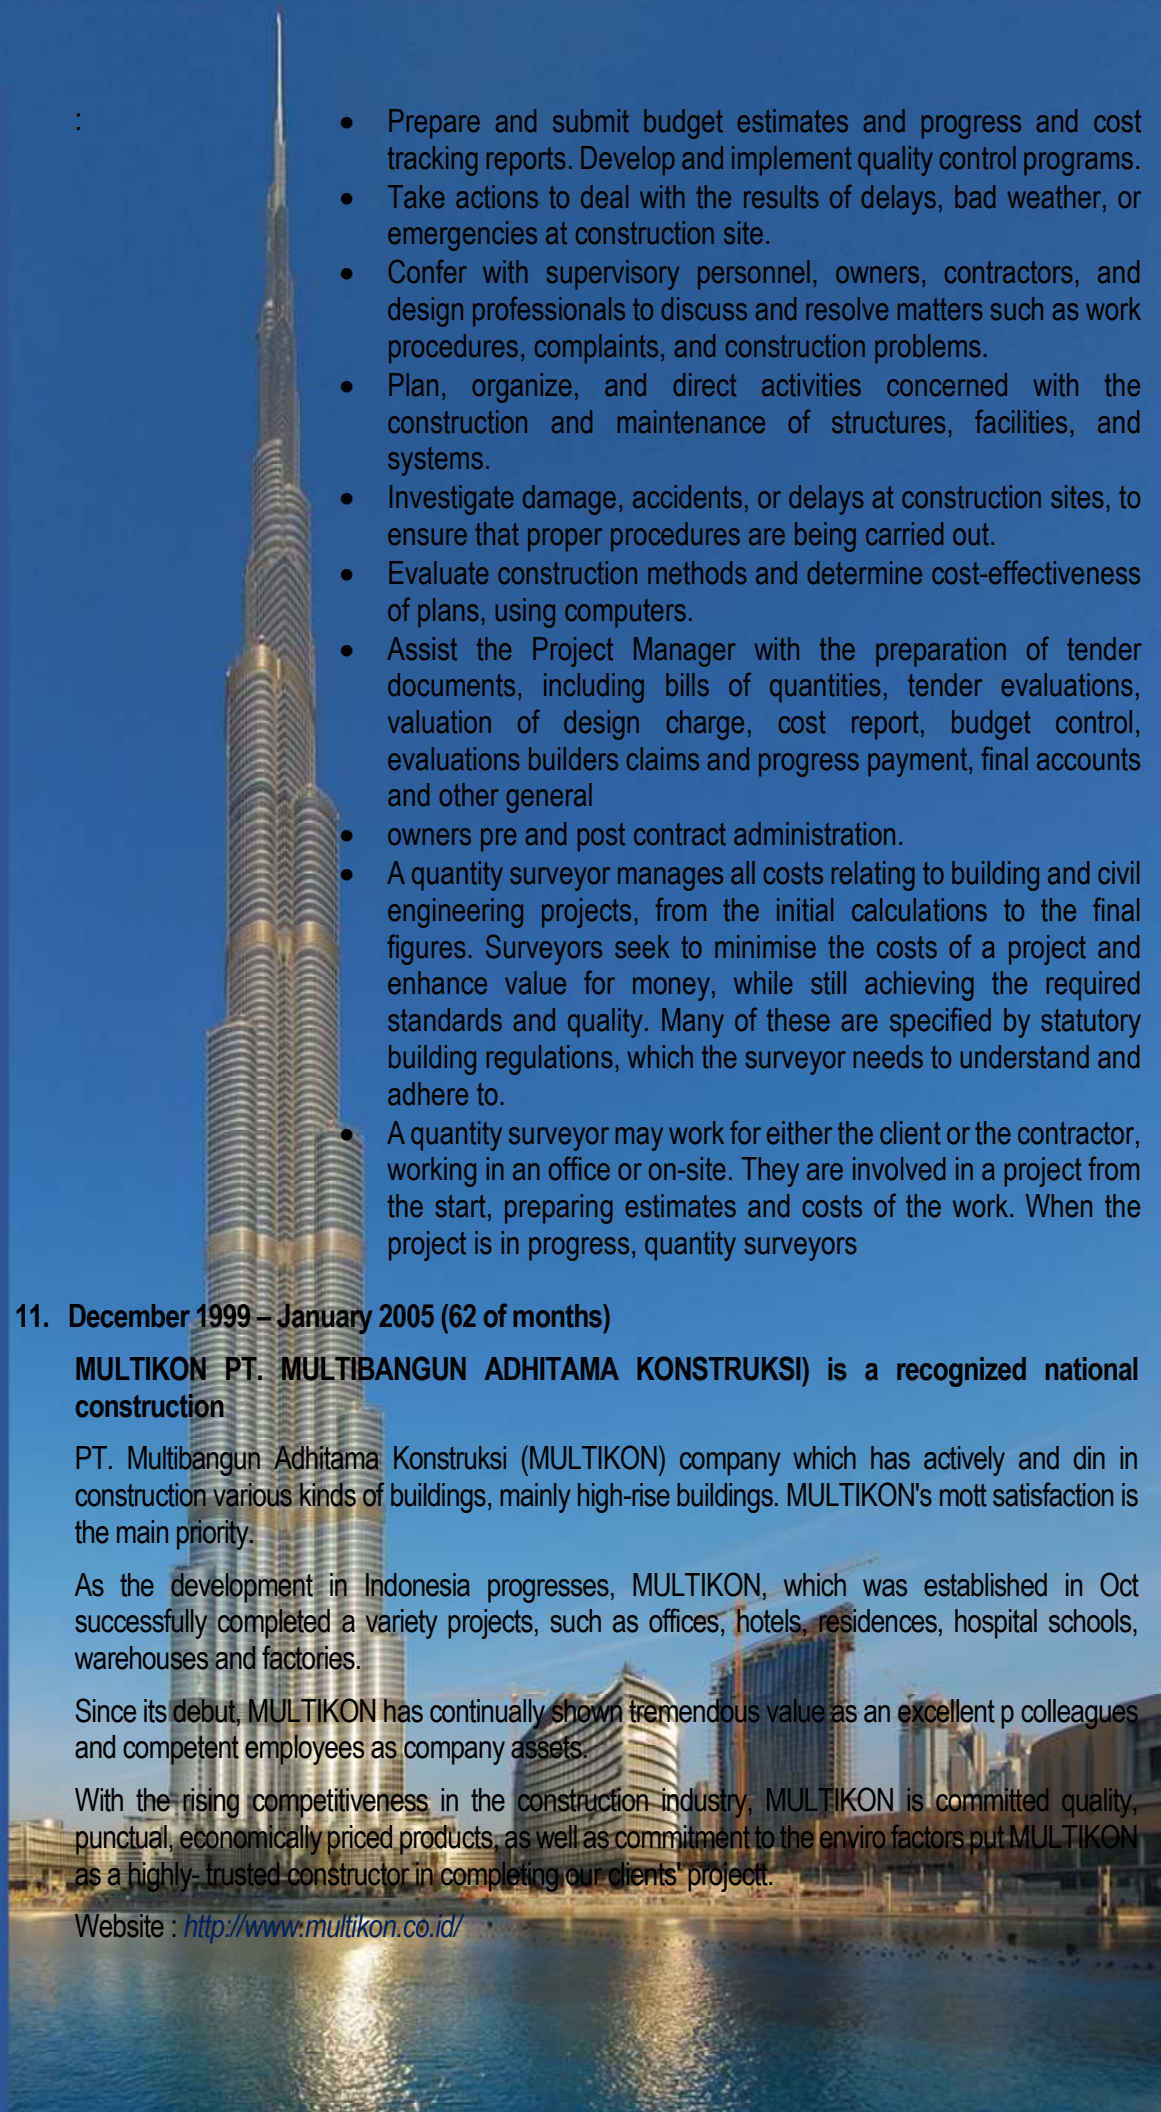 :
• Prepare and submit budget estimates and progress and cost
tracking reports. Develop and implement quality control programs.
• Take actions to deal with the results of delays, bad weather, or
emergencies at construction site.
• Confer with supervisory personnel, owners, contractors, and
design professionals to discuss and resolve matters such as work
procedures, complaints, and construction problems.
• Plan, organize, and direct activities concerned with the
construction and maintenance of structures, facilities, and
systems.
• Investigate damage, accidents, or delays at construction sites, to
ensure that proper procedures are being carried out.
• Evaluate construction methods and determine cost-effectiveness
of plans, using computers.
• Assist the Project Manager with the preparation of tender
documents, including bills of quantities, tender evaluations,
valuation of design charge, cost report, budget control,
evaluations builders claims and progress payment, final accounts
and other general
• owners pre and post contract administration.
• A quantity surveyor manages all costs relating to building and civil
engineering projects, from the initial calculations to the final
figures. Surveyors seek to minimise the costs of a project and
enhance value for money, while still achieving the required
standards and quality. Many of these are specified by statutory
building regulations, which the surveyor needs to understand and
adhere to.
• A quantity surveyor may work for either the client or the contractor,
working in an office or on-site. They are involved in a project from
the start, preparing estimates and costs of the work. When the
project is in progress, quantity surveyors
11. December 1999 – January 2005 (62 of months)
MULTIKON PT. MULTIBANGUN ADHITAMA KONSTRUKSI) is a recognized national
construction
PT. Multibangun Adhitama Konstruksi (MULTIKON) company which has actively and din in
construction various kinds of buildings, mainly high-rise buildings. MULTIKON's mott satisfaction is
the main priority.
As the development in Indonesia progresses, MULTIKON, which was established in Oct
successfully completed a variety projects, such as offices, hotels, residences, hospital schools,
warehouses and factories.
Since its debut, MULTIKON has continually shown tremendous value as an excellent p colleagues
and competent employees as company assets.
With the rising competitiveness in the construction industry, MULTIKON is committed quality,
punctual, economically priced products, as well as commitment to the enviro factors put MULTIKON
as a highly- trusted constructor in completing our clients' projectt.
Website : http://www.multikon.co.id/